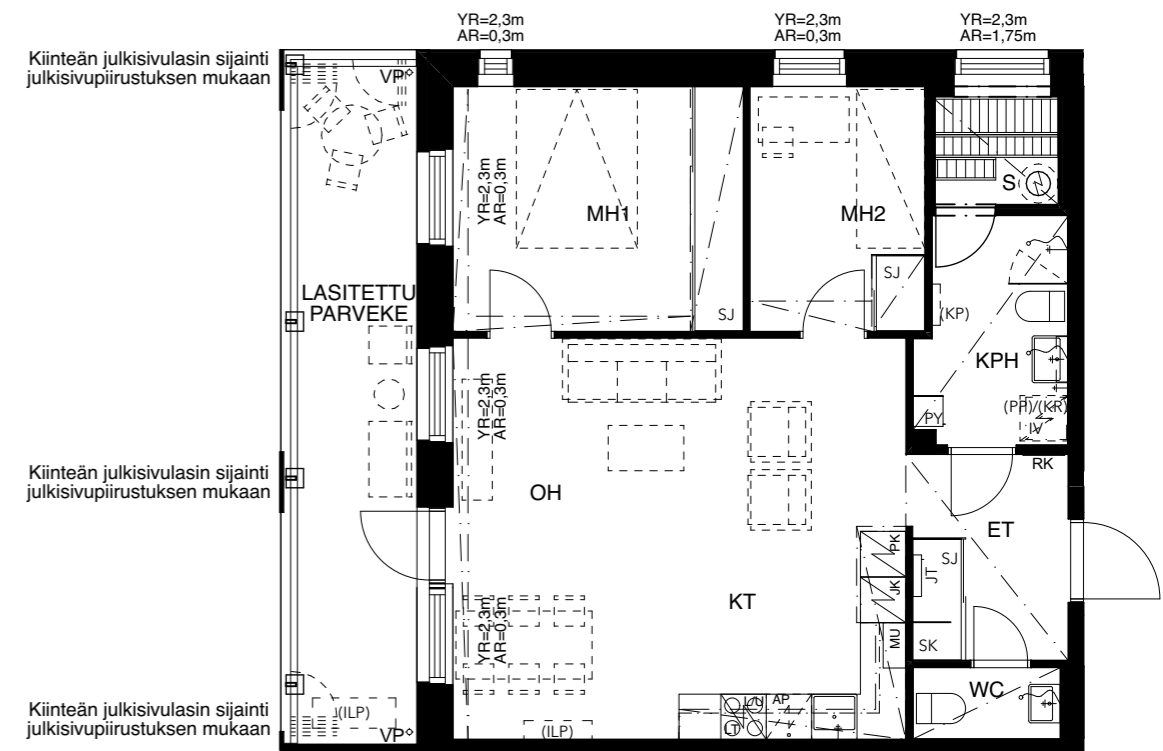 YR=2,3m
AR=0,3m
YR=2,3m
AR=0,3m
YR=2,3m
AR=1,75m
Kiinteän julkisivulasin sijainti
julkisivupiirustuksen mukaan
VP
S
YR=2,3m
AR=0,3m
MH1
MH2
SJ
LASITETTU
PARVEKE
SJ
(KP)
KPH
YR=2,3m
AR=0,3m
PY
(PP)/(KR)
IV
Kiinteän julkisivulasin sijainti
julkisivupiirustuksen mukaan
RK
OH
ET
PK
SJ
JT
JK
KT
YR=2,3m
AR=0,3m
MU
SK
WC
Kiinteän julkisivulasin sijainti
julkisivupiirustuksen mukaan
(ILP)
VP
(ILP)
LU
AP
LT